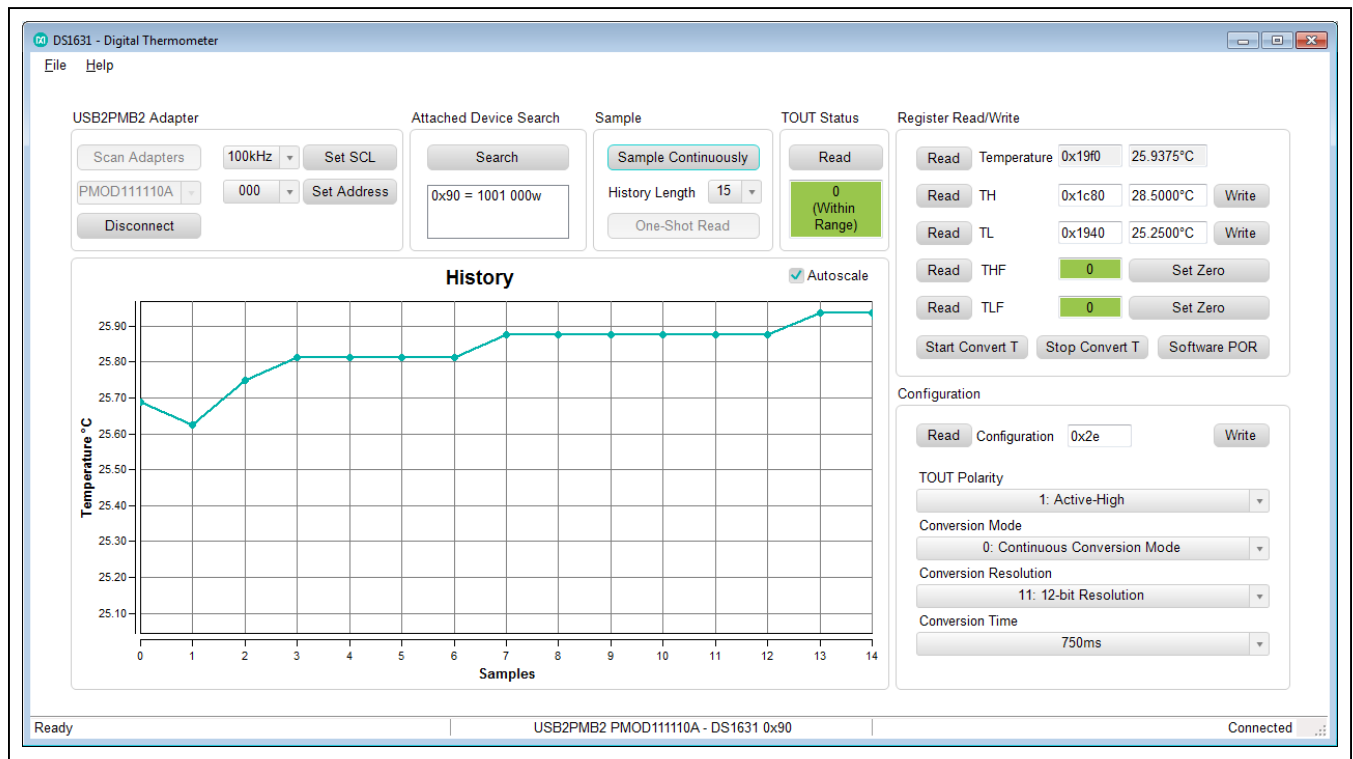 DS1631 - Digital Thermometer
File Help
USB2PMB2 Adapter
Scan Adapters 100kHz Set SCL
PMOD111110A 000 Set Address
Disconnect
Attached Device Search
Search
0x90 = 1001 000w
Sample
Sample Continuously
History Length 15
One-Shot Read
TOUT Status
Read
0
(Within
Range)
Register Read/Write
Read Temperature 0x19f0 25.9375°C
Read TH 0x1c80 28.5000°C Write
Read TL 0x1940 25.2500°C Write
Read THF 0 Set Zero
Read TLF 0 Set Zero
Start Convert T Stop Convert T Software POR
History
Autoscale
Temperature °C
25.90
25.80
25.70
25.60
25.50
25.40
25.30
25.20
25.10
0 1 2 3 4 5 6 7 8 9 10 11 12 13 14
Samples
Configuration
Read Configuration 0x2e Write
TOUT Polarity
1: Active-High
Conversion Mode
0: Continuous Conversion Mode
Conversion Resolution
11: 12-bit Resolution
Conversion Time
750ms
Ready USB2PMB2 PMOD111110A - DS1631 0x90 Connected